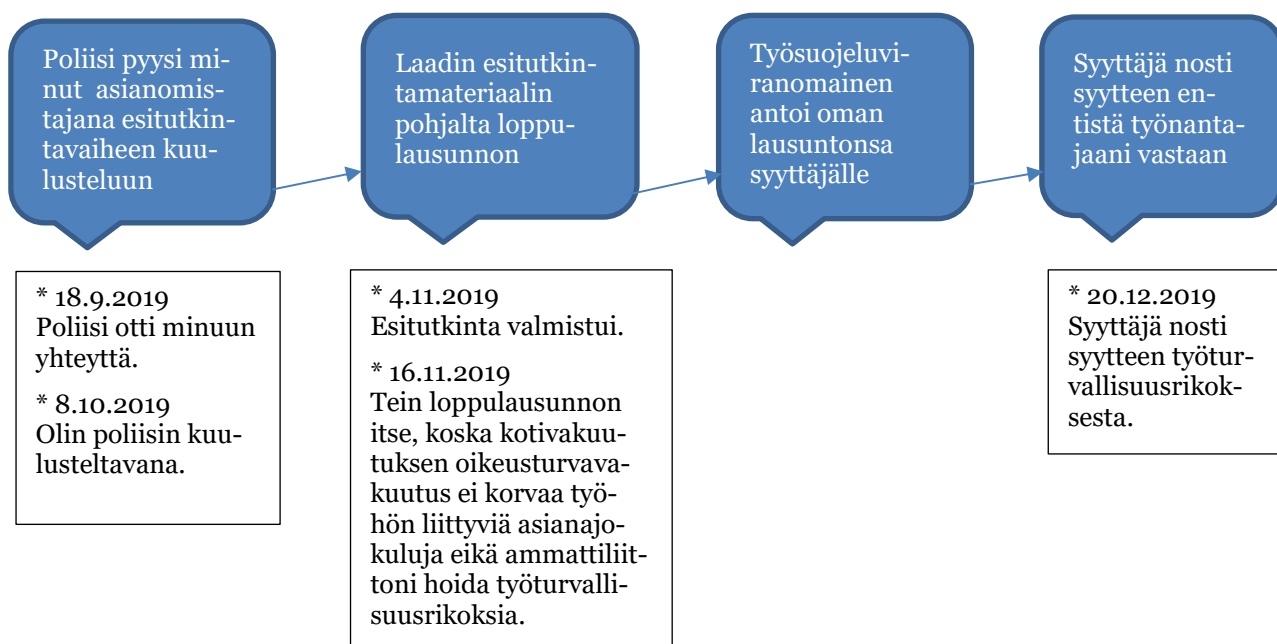 Poliisi pyysi mi-
nut asianomis-
tajana esitutkin-
tavaiheen kuu-
lusteluun
Laadin esitutkin-
tamateriaalin
pohjalta loppu-
lausunnon
Työsuojeluvi-
ranomainen
antoi oman
lausuntonsa
syyttäjälle
Syyttäjä nosti
syytteen en-
tistä työnanta-
jaani vastaan
* 18.9.2019
Poliisi otti minuun
yhteyttä.
* 8.10.2019
Olin poliisin kuu-
lusteltavana.
* 4.11.2019
Esitutkinta valmistui.
* 16.11.2019
Tein loppulausunnon
itse, koska kotivakuu-
tuksen oikeusturvava-
kuutus ei korvaa työ-
hön liittyviä asianajo-
kuluja eikä ammattiliit-
toni hoida työturvalli-
suusrikoksia.
* 20.12.2019
Syyttäjä nosti
syytteen työtur-
vallisuusrikok-
sesta.